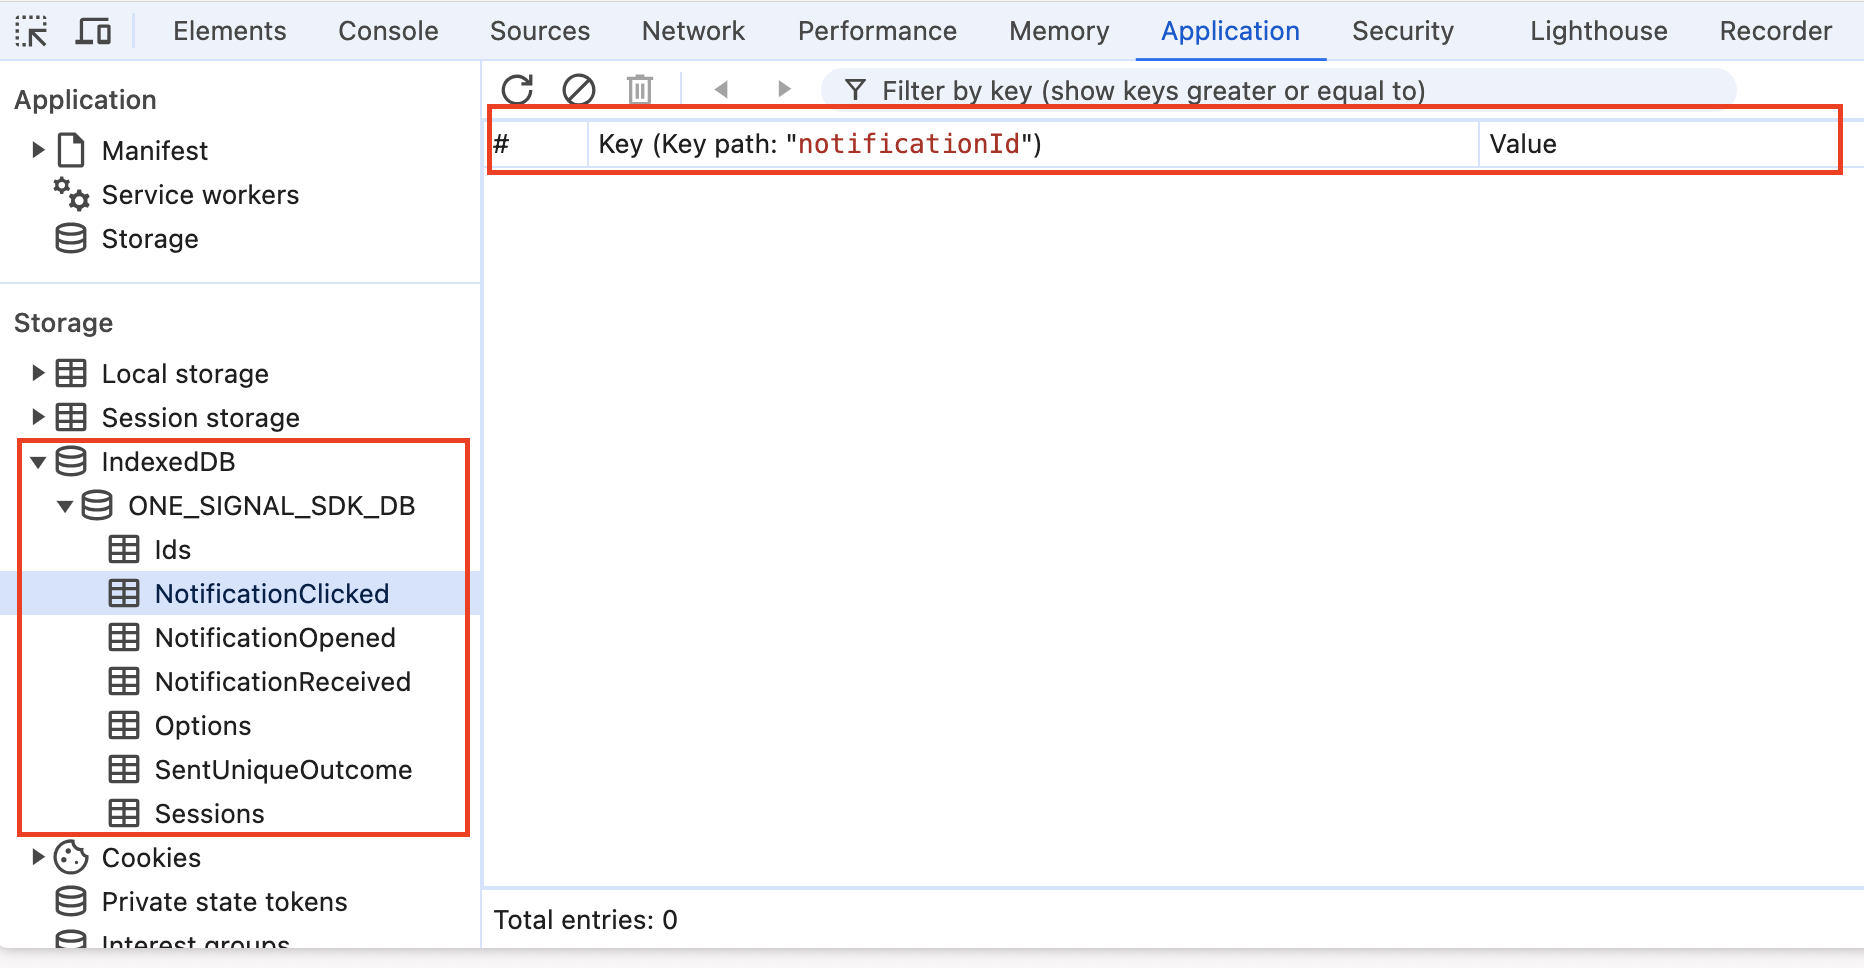 Elements Console Sources Network Performance Memory Application Security Lighthouse Recorder
Application
Manifest
Service workers
Storage
Storage
Local storage
Session storage
IndexedDB
ONE_SIGNAL_SDK_DB
Ids
NotificationClicked
NotificationOpened
NotificationReceived
Options
SentUniqueOutcome
Sessions
Cookies
Private state tokens
Interest groups
Filter by key (show keys greater or equal to)
# Key (Key path: "notificationId") Value
Total entries: 0